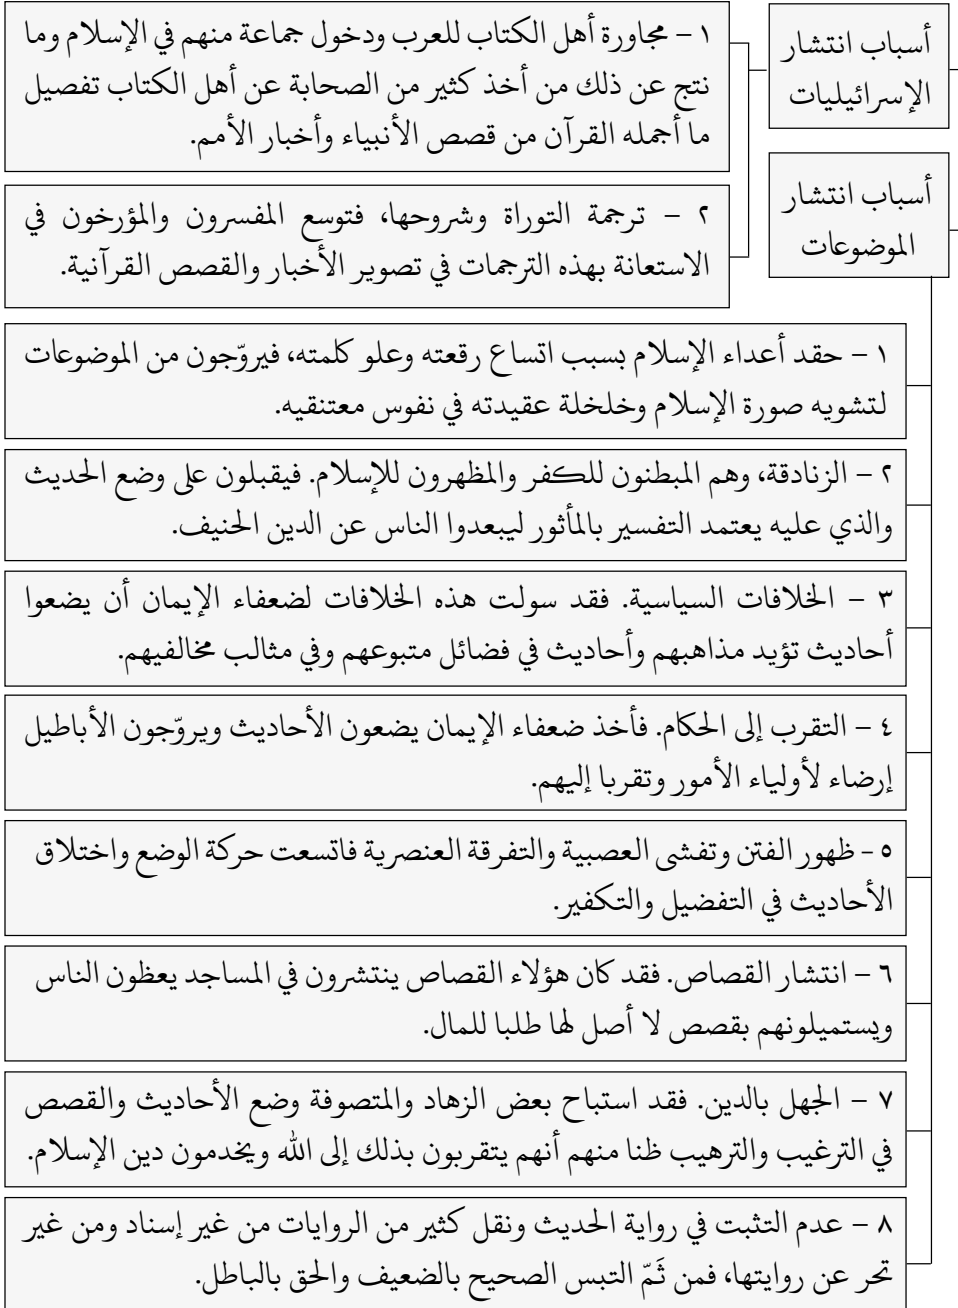 أسباب انتشار
الإسرائيليات
١ – مجاورة أهل الكتاب للعرب ودخول جماعة منهم في الإسلام وما
نتج عن ذلك من أخذ كثير من الصحابة عن أهل الكتاب تفصيل
ما أجمله القرآن من قصص الأنبياء وأخبار الأمم.
٢ – ترجمة التوراة وشروحها، فتوسع المفسرون والمؤرخون في
الاستعانة بهذه الترجمات في تصوير الأخبار والقصص القرآنية.
أسباب انتشار
الموضوعات
١ – حقد أعداء الإسلام بسبب اتساع رقعته وعلو كلمته، فيروّجون من الموضوعات
لتشويه صورة الإسلام وخلخلة عقيدته في نفوس معتنقيه.
٢ – الزنادقة، وهم المبطنون للكفر والمظهرون للإسلام. فيقبلون على وضع الحديث
والذي عليه يعتمد التفسير بالمأثور ليبعدوا الناس عن الدين الحنيف.
٣ – الخلافات السياسية. فقد سولت هذه الخلافات لضعفاء الإيمان أن يضعوا
أحاديث تؤيد مذاهبهم وأحاديث في فضائل متبوعهم وفي مثالب مخالفيهم.
٤ – التقرب إلى الحكام. فأخذ ضعفاء الإيمان يضعون الأحاديث ويروّجون الأباطيل
إرضاء لأولياء الأمور وتقربا إليهم.
٥ – ظهور الفتن وتفشى العصبية والتفرقة العنصرية فاتسعت حركة الوضع واختلاق
الأحاديث في التفضيل والتكفير.
٦ – انتشار القصاص. فقد كان هؤلاء القصاص ينتشرون في المساجد يعظون الناس
ويستميلونهم بقصص لا أصل لها طلبا للمال.
٧ – الجهل بالدين. فقد استباح بعض الزهاد والمتصوفة وضع الأحاديث والقصص
في الترغيب والترهيب ظنا منهم أنهم يتقربون بذلك إلى الله ويخدمون دين الإسلام.
٨ – عدم التثبت في رواية الحديث ونقل كثير من الروايات من غير إسناد ومن غير
تحر عن روايتها، فمن ثَمّ التبس الصحيح بالضعيف والحق بالباطل.